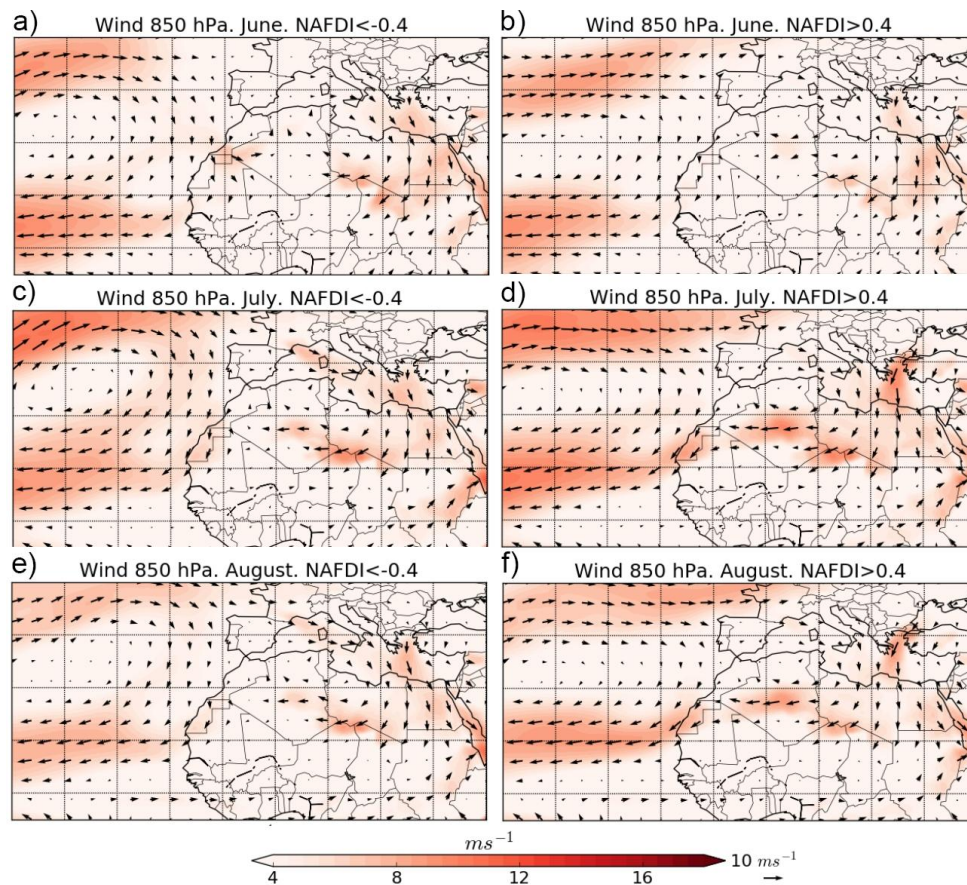 a) Wind 850 hPa. June. NAFDI<-0.4
b) Wind 850 hPa. June. NAFDI>0.4
c) Wind 850 hPa. July. NAFDI<-0.4
d) Wind 850 hPa. July. NAFDI>0.4
e) Wind 850 hPa. August. NAFDI<-0.4
f) Wind 850 hPa. August. NAFDI>0.4
ms⁻¹
4 8 12 16
10 ms⁻¹